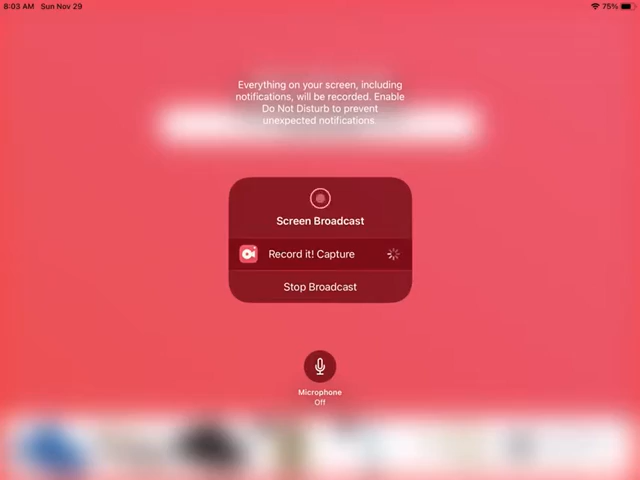 8:03 AM Sun Nov 29
75%
Everything on your screen, including
notifications, will be recorded. Enable
Do Not Disturb to prevent
unexpected notifications.
Screen Broadcast
Record it! Capture
Stop Broadcast
Microphone
Off